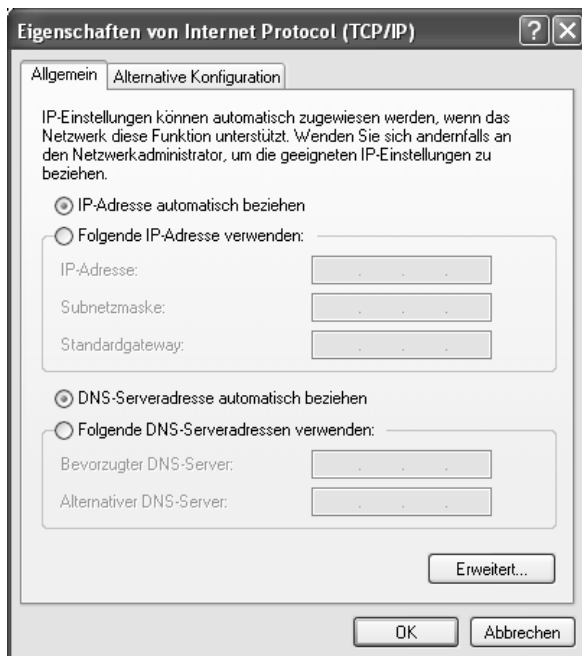 Eigenschaften von Internet Protocol (TCP/IP)
Allgemein
Alternative Konfiguration
IP-Einstellungen können automatisch zugewiesen werden, wenn das
Netzwerk diese Funktion unterstützt. Wenden Sie sich andernfalls an
den Netzwerkadministrator, um die geeigneten IP-Einstellungen zu
beziehen.
IP-Adresse automatisch beziehen
Folgende IP-Adresse verwenden:
IP-Adresse:
Subnetzmaske:
Standardgateway:
DNS-Serveradresse automatisch beziehen
Folgende DNS-Serveradressen verwenden:
Bevorzugter DNS-Server:
Alternativer DNS-Server:
Erweitert...
OK
Abbrechen